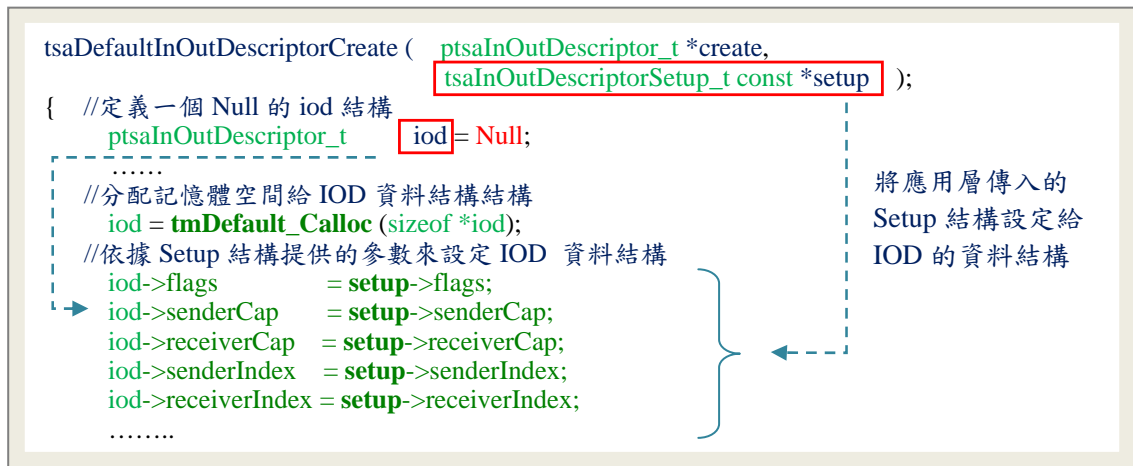 tsaDefaultInOutDescriptorCreate ( ptsaInOutDescriptor_t *create,
tsaInOutDescriptorSetup_t const *setup );
{ //定義一個 Null 的 iod 結構
ptsaInOutDescriptor_t iod = Null;
……
//分配記憶體空間給 IOD 資料結構結構
iod = tmDefault_Calloc (sizeof *iod);
//依據 Setup 結構提供的參數來設定 IOD 資料結構
iod->flags = setup->flags;
iod->senderCap = setup->senderCap;
iod->receiverCap = setup->receiverCap;
iod->senderIndex = setup->senderIndex;
iod->receiverIndex = setup->receiverIndex;
……..
將應用層傳入的
Setup 結構設定給
IOD 的資料結構